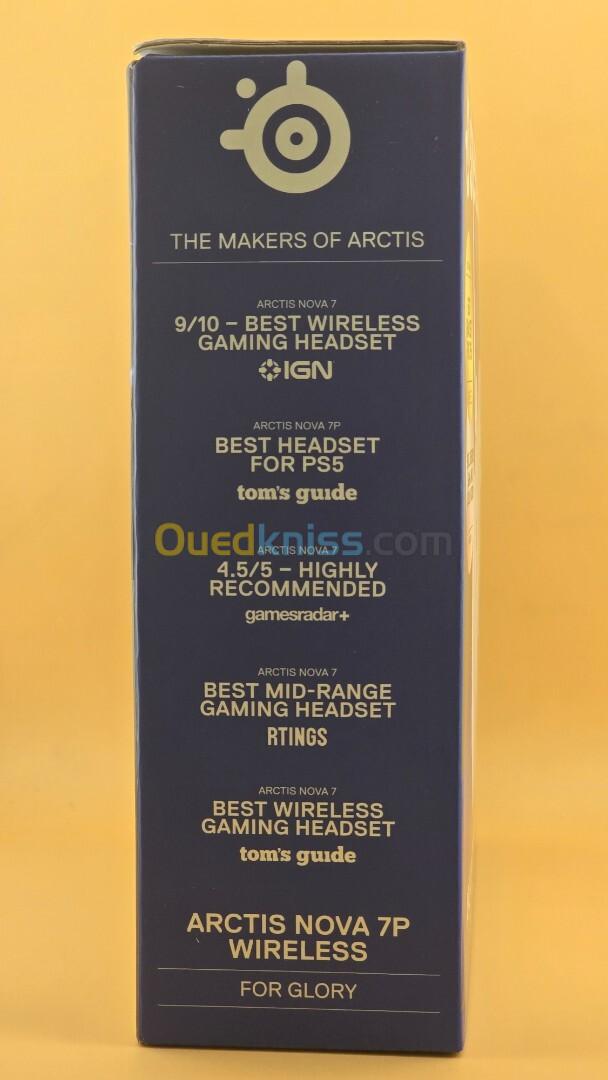 THE MAKERS OF ARCTIS
ARCTIS NOVA 7
9/10 – BEST WIRELESS
GAMING HEADSET
IGN
ARCTIS NOVA 7P
BEST HEADSET
FOR PS5
tom's guide
Ouedkniss.com
ARCTIS NOVA 7
4.5/5 – HIGHLY
RECOMMENDED
gamesradar+
ARCTIS NOVA 7
BEST MID-RANGE
GAMING HEADSET
RTINGS
ARCTIS NOVA 7
BEST WIRELESS
GAMING HEADSET
tom's guide
ARCTIS NOVA 7P
WIRELESS
FOR GLORY